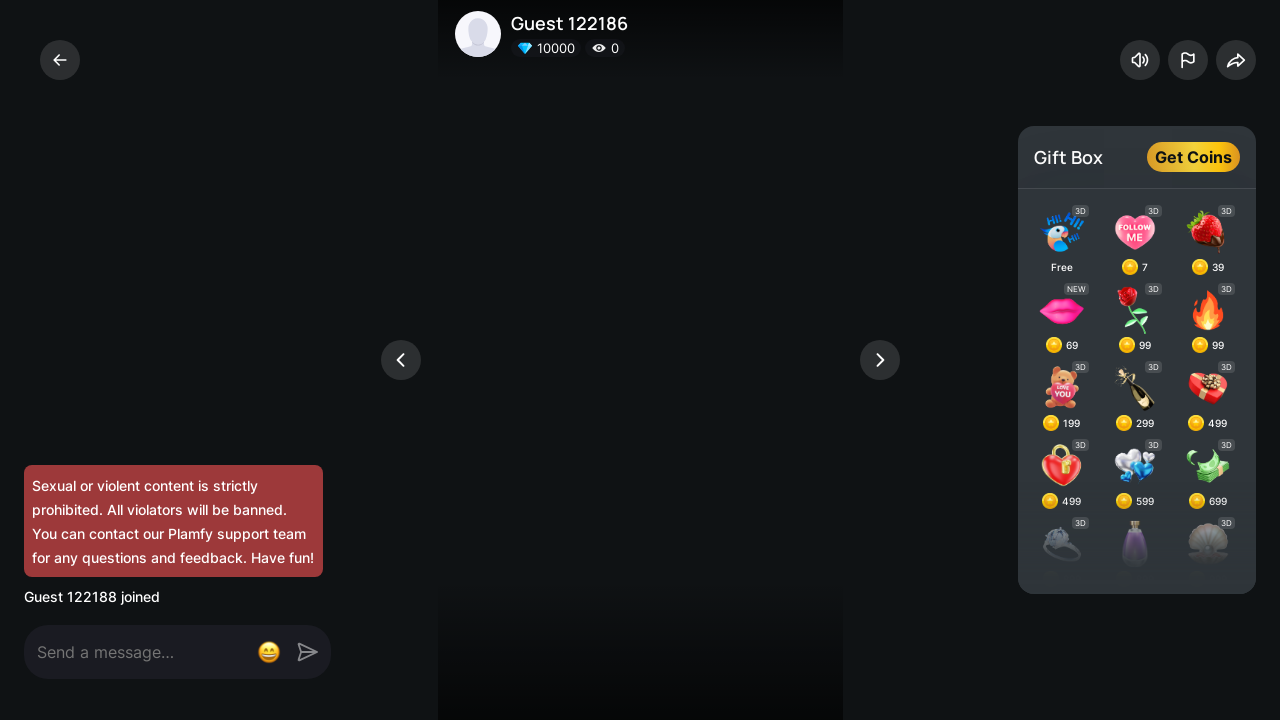 Guest 122186
10000
0
Gift Box
Get Coins
3D
3D
3D
Hi! Hi! Hi!
FOLLOW
ME
Free
7
39
NEW
3D
3D
69
99
99
3D
3D
3D
LOVE
YOU
199
299
499
3D
3D
3D
499
599
699
3D
3D
Sexual or violent content is strictly
prohibited. All violators will be banned.
You can contact our Plamfy support team
for any questions and feedback. Have fun!
Guest 122188 joined
Send a message...